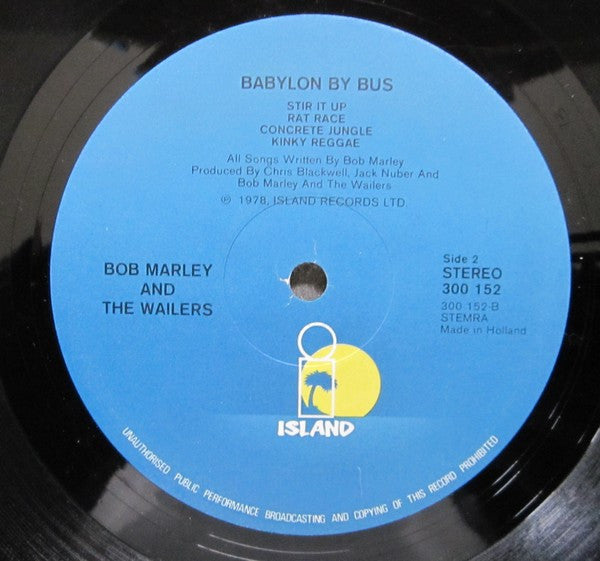 BABYLON BY BUS
STIR IT UP
RAT RACE
CONCRETE JUNGLE
KINKY REGGAE
All Songs Written By Bob Marley
Produced By Chris Blackwell, Jack Nuber And
Bob Marley And The Wailers
℗ 1978, ISLAND RECORDS LTD.
BOB MARLEY
AND
THE WAILERS
Side 2
STEREO
300 152
300 152-B
STEMRA
Made in Holland
ISLAND
UNAUTHORISED PUBLIC PERFORMANCE BROADCASTING AND COPYING OF THIS RECORD PROHIBITED